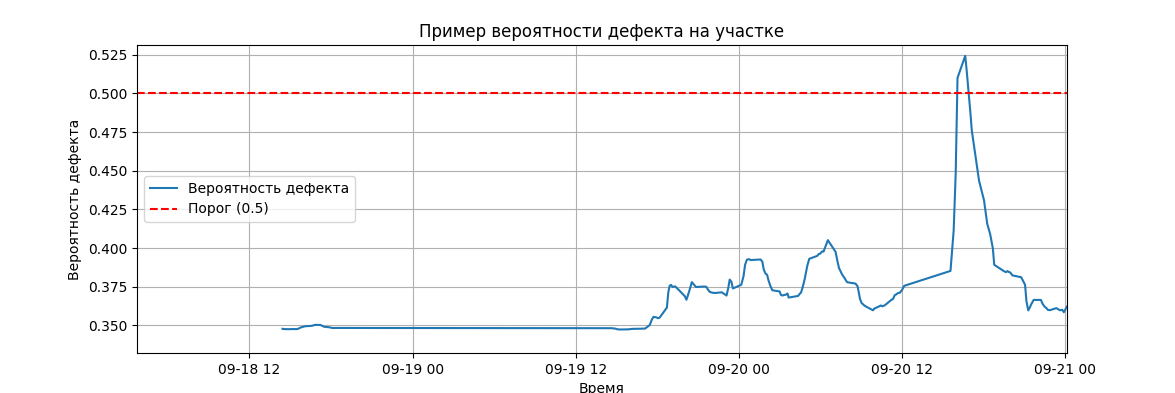 Пример вероятности дефекта на участке
Вероятность дефекта
0.525
0.500
0.475
0.450
0.425
0.400
0.375
0.350
Вероятность дефекта
Порог (0.5)
09-18 12
09-19 00
09-19 12
09-20 00
09-20 12
09-21 00
Время